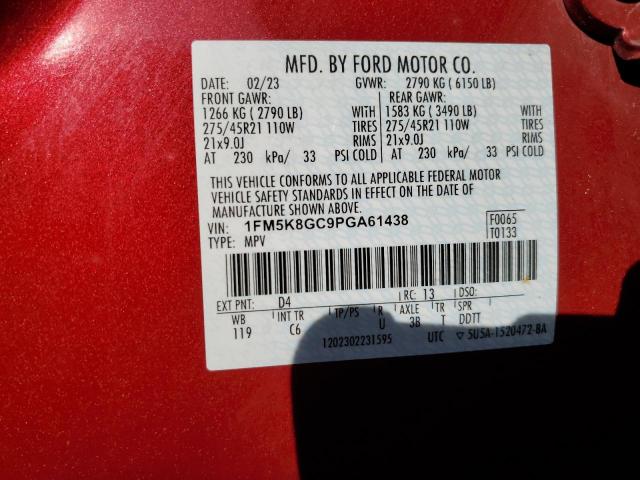 MFD. BY FORD MOTOR CO.
DATE: 02/23 GVWR: 2790 KG ( 6150 LB)
FRONT GAWR: REAR GAWR:
1266 KG ( 2790 LB) WITH 1583 KG ( 3490 LB) WITH
275/45R21 110W TIRES 275/45R21 110W TIRES
21x9.0J RIMS 21x9.0J RIMS
AT 230 kPa/ 33 PSI COLD AT 230 kPa/ 33 PSI COLD
THIS VEHICLE CONFORMS TO ALL APPLICABLE FEDERAL MOTOR
VEHICLE SAFETY STANDARDS IN EFFECT ON THE DATE OF
MANUFACTURE SHOWN ABOVE.
VIN: 1FM5K8GC9PGA61438 F0065
TYPE: MPV T0133
EXT PNT: D4 RC: 13 DSO:
WB INT TR TP/PS R AXLE TR SPR
119 C6 U 3B T DDTT
1202302231595 UTC ▽ 5U5A-1520472-BA